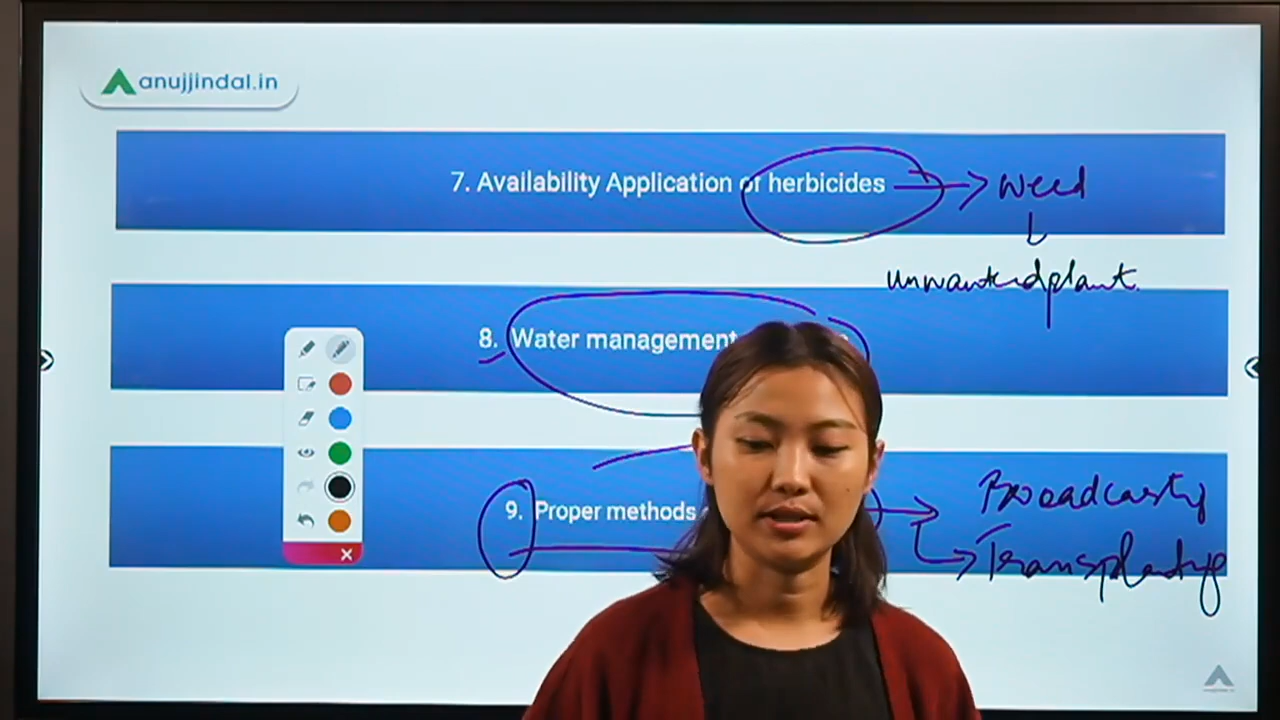 anujjindal.in
7. Availability Application of herbicides
weed
unwanted plant.
8. Water management
9. Proper methods
Broadcasting
Transplanting